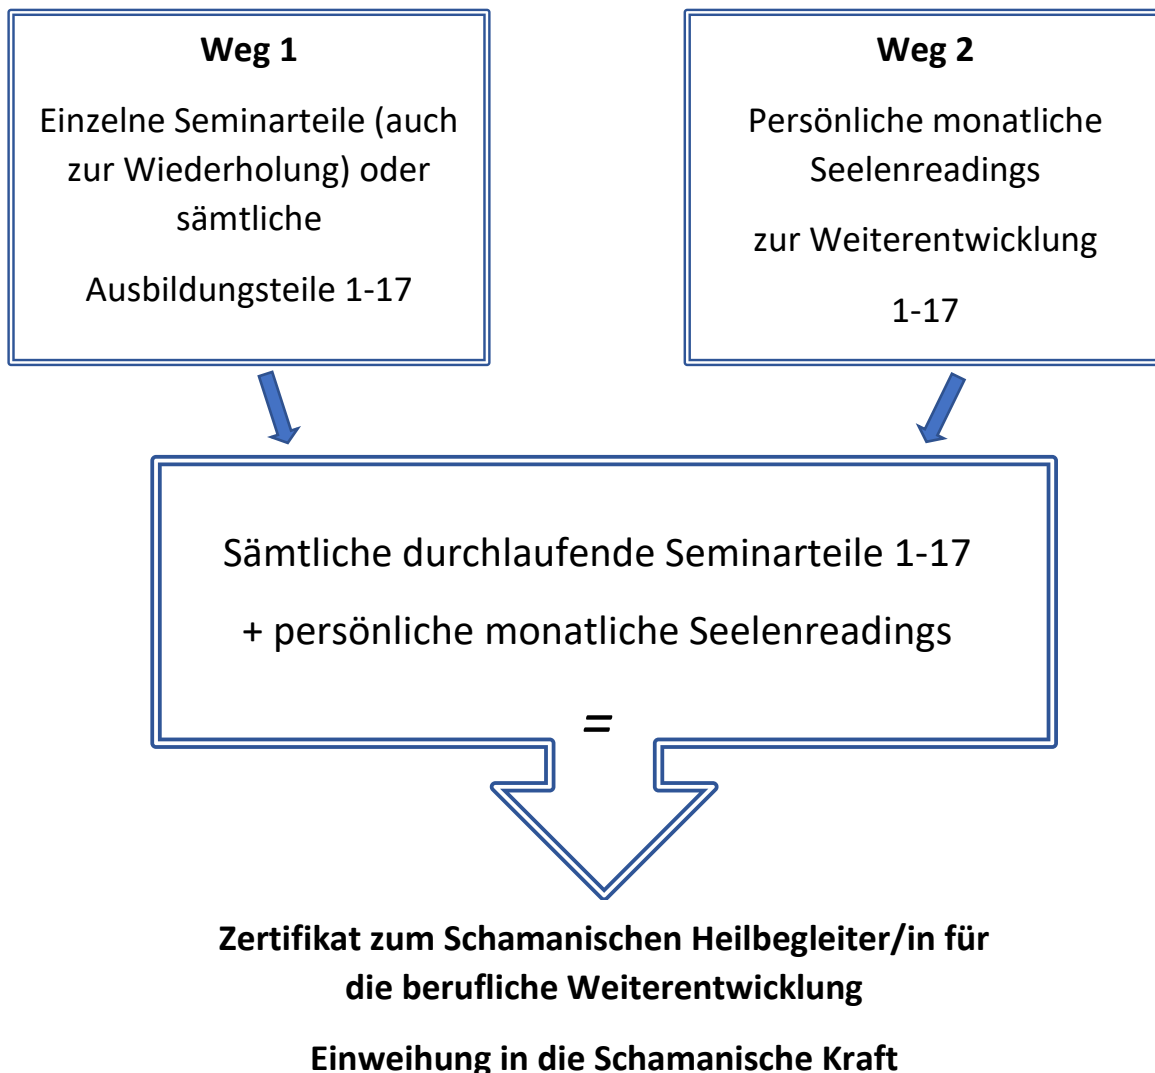 Weg 1
Einzelne Seminarteile (auch
zur Wiederholung) oder
sämtliche
Ausbildungsteile 1-17
Weg 2
Persönliche monatliche
Seelenreadings
zur Weiterentwicklung
1-17
Sämtliche durchlaufende Seminarteile 1-17
+ persönliche monatliche Seelenreadings
=
Zertifikat zum Schamanischen Heilbegleiter/in für
die berufliche Weiterentwicklung
Einweihung in die Schamanische Kraft